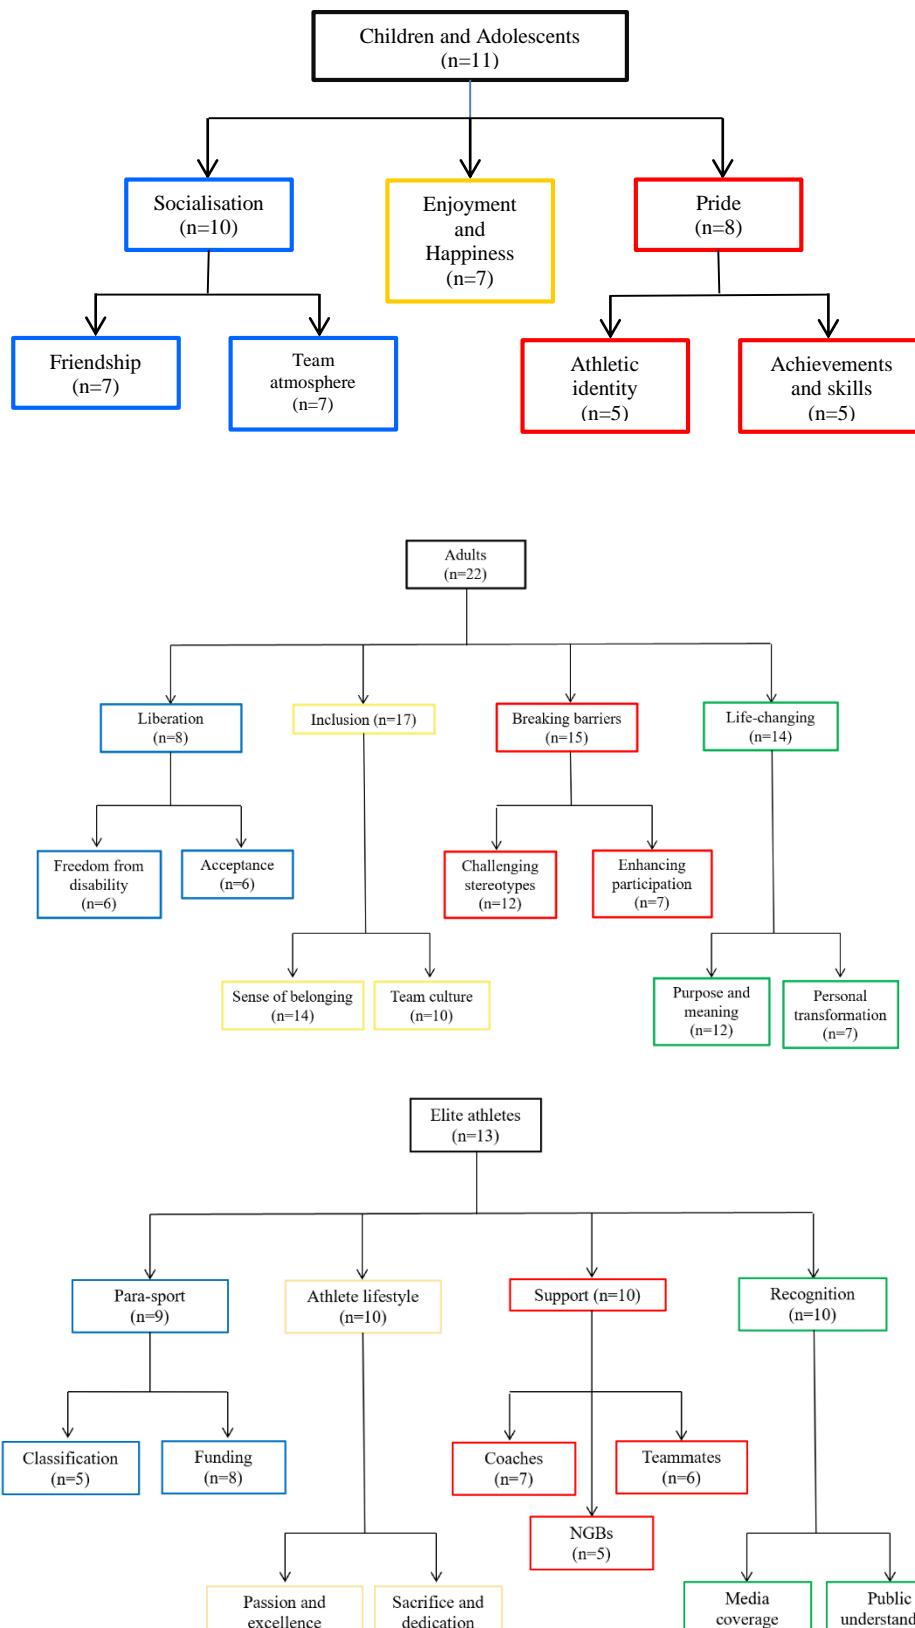 Children and Adolescents
(n=11)
Socialisation
(n=10)
Enjoyment
and
Happiness
(n=7)
Pride
(n=8)
Friendship
(n=7)
Team
atmosphere
(n=7)
Athletic
identity
(n=5)
Achievements
and skills
(n=5)
Adults
(n=22)
Liberation
(n=8)
Inclusion (n=17)
Breaking barriers
(n=15)
Life-changing
(n=14)
Freedom from
disability
(n=6)
Acceptance
(n=6)
Challenging
stereotypes
(n=12)
Enhancing
participation
(n=7)
Sense of belonging
(n=14)
Team culture
(n=10)
Purpose and
meaning
(n=12)
Personal
transformation
(n=7)
Elite athletes
(n=13)
Para-sport
(n=9)
Athlete lifestyle
(n=10)
Support (n=10)
Recognition
(n=10)
Classification
(n=5)
Funding
(n=8)
Coaches
(n=7)
Teammates
(n=6)
NGBs
(n=5)
Passion and
excellence
Sacrifice and
dedication
Media
coverage
Public